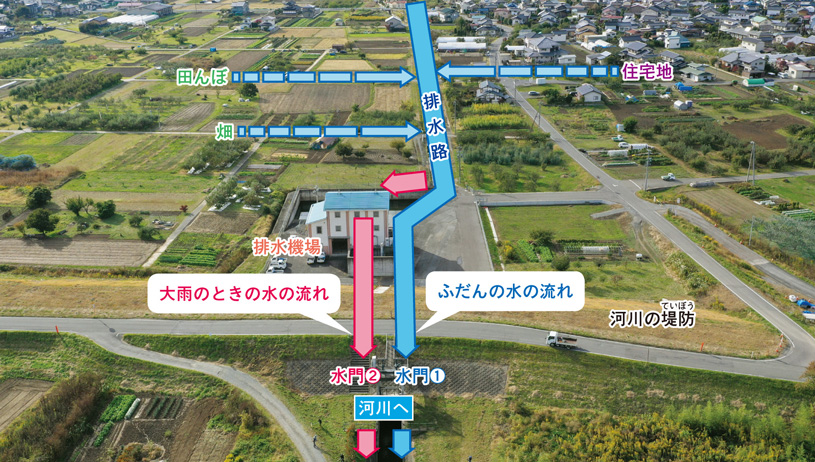 田んぼ
住宅地
畑
排水路
排水機場
大雨のときの水の流れ
ふだんの水の流れ
ていぼう
河川の堤防
水門❷
水門❶
河川へ